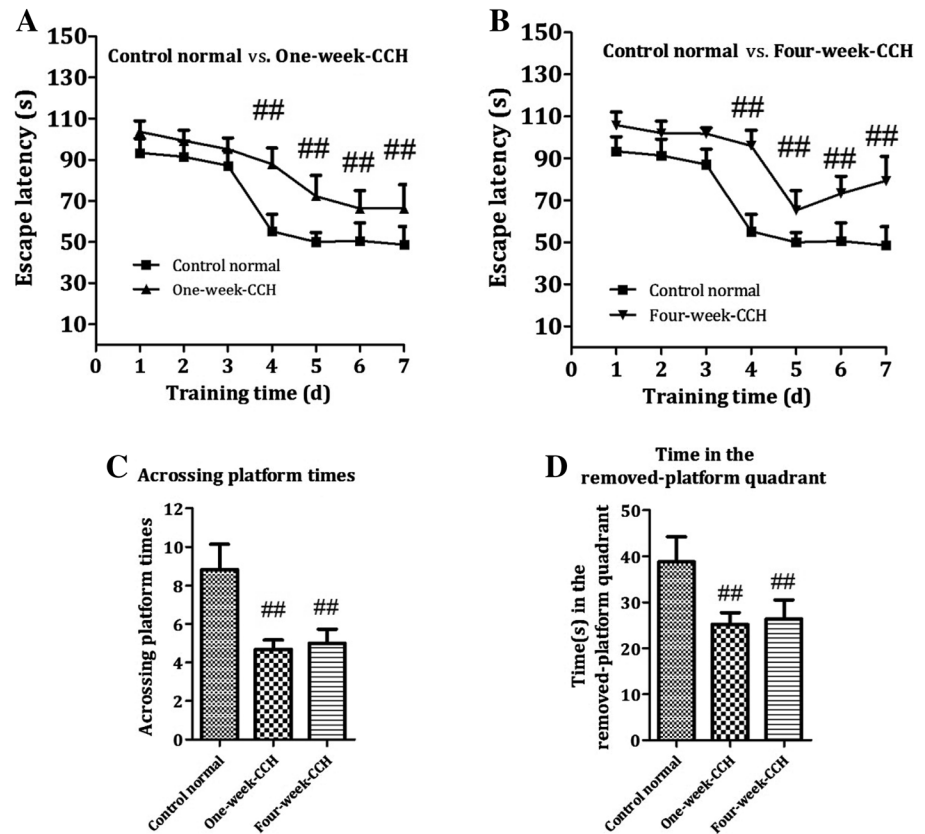 A
Control normal vs. One-week-CCH
Escape latency (s)
150
130
110
90
70
50
30
10
##
##
##
##
Control normal
One-week-CCH
0
1
2
3
4
5
6
7
Training time (d)
B
Control normal vs. Four-week-CCH
Escape latency (s)
150
130
110
90
70
50
30
10
##
##
##
##
Control normal
Four-week-CCH
0
1
2
3
4
5
6
7
Training time (d)
C
Acrossing platform times
Acrossing platform times
12
10
8
6
4
2
0
##
##
Control normal
One-week-CCH
Four-week-CCH
D
Time in the
removed-platform quadrant
Time(s) in the
removed-platform quadrant
50
40
30
20
10
0
##
##
Control normal
One-week-CCH
Four-week-CCH